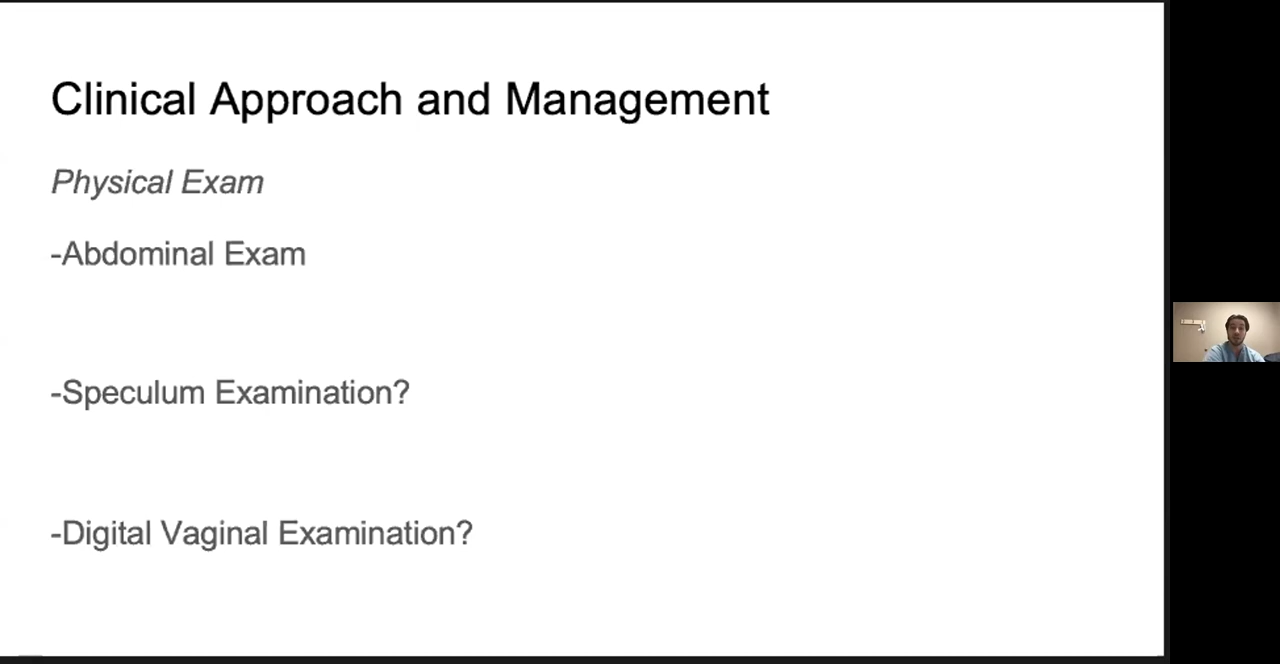 Clinical Approach and Management
Physical Exam
-Abdominal Exam
-Speculum Examination?
-Digital Vaginal Examination?